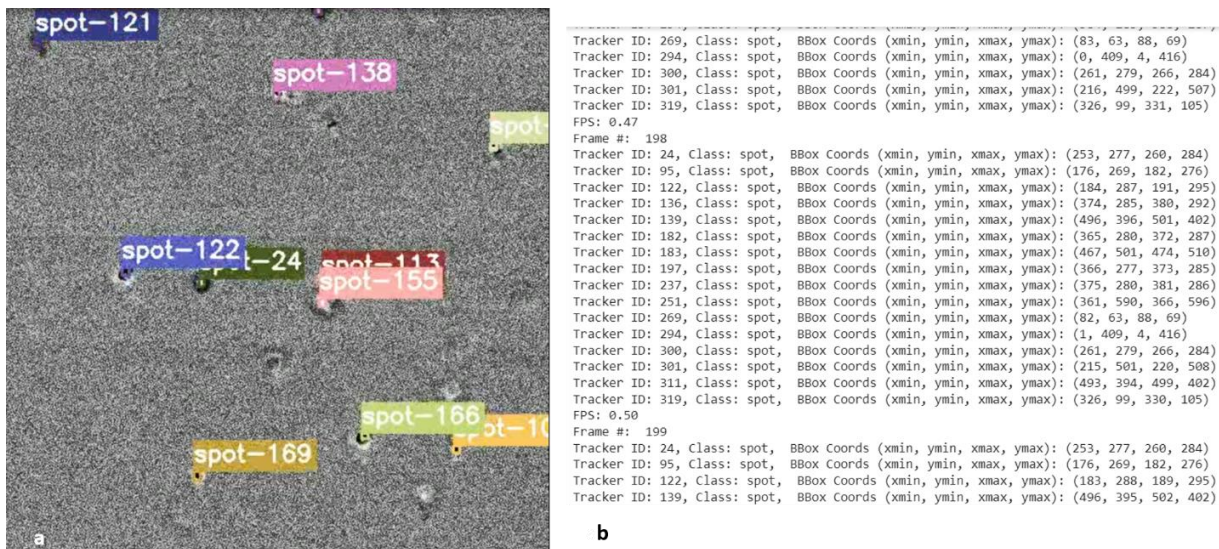 spot-121
spot-138
spot-
spot-122
spot-24
spot-113
spot-155
spot-166
spot-169
a
Tracker ID: 269, Class: spot, BBox Coords (xmin, ymin, xmax, ymax): (83, 63, 88, 69)
Tracker ID: 294, Class: spot, BBox Coords (xmin, ymin, xmax, ymax): (0, 409, 4, 416)
Tracker ID: 300, Class: spot, BBox Coords (xmin, ymin, xmax, ymax): (261, 279, 266, 284)
Tracker ID: 301, Class: spot, BBox Coords (xmin, ymin, xmax, ymax): (216, 499, 222, 507)
Tracker ID: 319, Class: spot, BBox Coords (xmin, ymin, xmax, ymax): (326, 99, 331, 105)
FPS: 0.47
Frame #: 198
Tracker ID: 24, Class: spot, BBox Coords (xmin, ymin, xmax, ymax): (253, 277, 260, 284)
Tracker ID: 95, Class: spot, BBox Coords (xmin, ymin, xmax, ymax): (176, 269, 182, 276)
Tracker ID: 122, Class: spot, BBox Coords (xmin, ymin, xmax, ymax): (184, 287, 191, 295)
Tracker ID: 136, Class: spot, BBox Coords (xmin, ymin, xmax, ymax): (374, 285, 380, 292)
Tracker ID: 139, Class: spot, BBox Coords (xmin, ymin, xmax, ymax): (496, 396, 501, 402)
Tracker ID: 182, Class: spot, BBox Coords (xmin, ymin, xmax, ymax): (365, 280, 372, 287)
Tracker ID: 183, Class: spot, BBox Coords (xmin, ymin, xmax, ymax): (467, 501, 474, 510)
Tracker ID: 197, Class: spot, BBox Coords (xmin, ymin, xmax, ymax): (366, 277, 373, 285)
Tracker ID: 237, Class: spot, BBox Coords (xmin, ymin, xmax, ymax): (375, 280, 381, 286)
Tracker ID: 251, Class: spot, BBox Coords (xmin, ymin, xmax, ymax): (361, 590, 366, 596)
Tracker ID: 269, Class: spot, BBox Coords (xmin, ymin, xmax, ymax): (82, 63, 88, 69)
Tracker ID: 294, Class: spot, BBox Coords (xmin, ymin, xmax, ymax): (1, 409, 4, 416)
Tracker ID: 300, Class: spot, BBox Coords (xmin, ymin, xmax, ymax): (261, 279, 266, 284)
Tracker ID: 301, Class: spot, BBox Coords (xmin, ymin, xmax, ymax): (215, 501, 220, 508)
Tracker ID: 311, Class: spot, BBox Coords (xmin, ymin, xmax, ymax): (493, 394, 499, 402)
Tracker ID: 319, Class: spot, BBox Coords (xmin, ymin, xmax, ymax): (326, 99, 330, 105)
FPS: 0.50
Frame #: 199
Tracker ID: 24, Class: spot, BBox Coords (xmin, ymin, xmax, ymax): (253, 277, 260, 284)
Tracker ID: 95, Class: spot, BBox Coords (xmin, ymin, xmax, ymax): (176, 269, 182, 276)
Tracker ID: 122, Class: spot, BBox Coords (xmin, ymin, xmax, ymax): (183, 288, 189, 295)
Tracker ID: 139, Class: spot, BBox Coords (xmin, ymin, xmax, ymax): (496, 395, 502, 402)
b